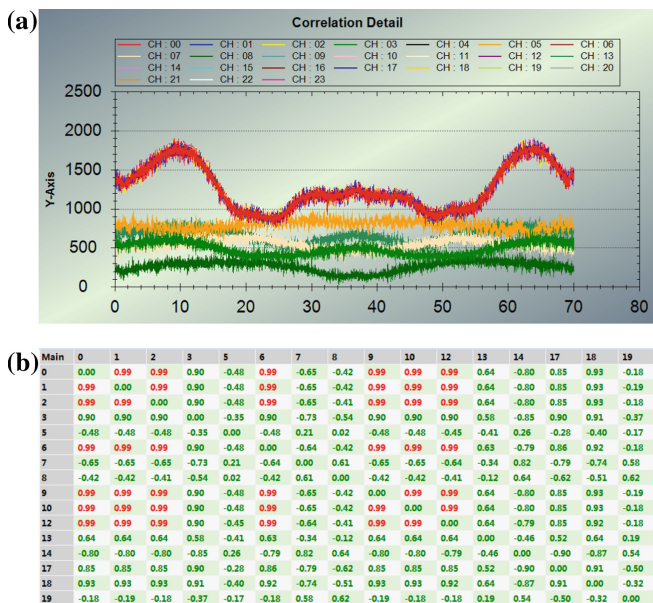 (a)
Correlation Detail
CH : 00 CH : 01 CH : 02 CH : 03 CH : 04 CH : 05 CH : 06
CH : 07 CH : 08 CH : 09 CH : 10 CH : 11 CH : 12 CH : 13
CH : 14 CH : 15 CH : 16 CH : 17 CH : 18 CH : 19 CH : 20
CH : 21 CH : 22 CH : 23
2500
2000
1500
1000
500
0
Y-Axis
0 10 20 30 40 50 60 70 80
(b)
Main 0 1 2 3 5 6 7 8 9 10 12 13 14 17 18 19
0 0.00 0.99 0.99 0.90 -0.48 0.99 -0.65 -0.42 0.99 0.99 0.99 0.64 -0.80 0.85 0.93 -0.18
1 0.99 0.00 0.99 0.90 -0.48 0.99 -0.65 -0.42 0.99 0.99 0.99 0.64 -0.80 0.85 0.93 -0.19
2 0.99 0.99 0.00 0.90 -0.48 0.99 -0.65 -0.41 0.99 0.99 0.99 0.64 -0.80 0.85 0.93 -0.18
3 0.90 0.90 0.90 0.00 -0.35 0.90 -0.73 -0.54 0.90 0.90 0.90 0.58 -0.85 0.90 0.91 -0.37
5 -0.48 -0.48 -0.48 -0.35 0.00 -0.48 0.21 0.02 -0.48 -0.48 -0.45 -0.41 0.26 -0.28 -0.40 -0.17
6 0.99 0.99 0.99 0.90 -0.48 0.00 -0.64 -0.42 0.99 0.99 0.99 0.63 -0.79 0.86 0.92 -0.18
7 -0.65 -0.65 -0.65 -0.73 0.21 -0.64 0.00 0.61 -0.65 -0.65 -0.64 -0.34 0.82 -0.79 -0.74 0.58
8 -0.42 -0.42 -0.41 -0.54 0.02 -0.42 0.61 0.00 -0.42 -0.42 -0.41 -0.12 0.64 -0.62 -0.51 0.62
9 0.99 0.99 0.99 0.90 -0.48 0.99 -0.65 -0.42 0.00 0.99 0.99 0.64 -0.80 0.85 0.93 -0.19
10 0.99 0.99 0.99 0.90 -0.48 0.99 -0.65 -0.42 0.99 0.00 0.99 0.64 -0.80 0.85 0.93 -0.18
12 0.99 0.99 0.99 0.90 -0.45 0.99 -0.64 -0.41 0.99 0.99 0.00 0.64 -0.79 0.85 0.92 -0.18
13 0.64 0.64 0.64 0.58 -0.41 0.63 -0.34 -0.12 0.64 0.64 0.64 0.00 -0.46 0.52 0.64 0.19
14 -0.80 -0.80 -0.80 -0.85 0.26 -0.79 0.82 0.64 -0.80 -0.80 -0.79 -0.46 0.00 -0.90 -0.87 0.54
17 0.85 0.85 0.85 0.90 -0.28 0.86 -0.79 -0.62 0.85 0.85 0.85 0.52 -0.90 0.00 0.91 -0.50
18 0.93 0.93 0.93 0.91 -0.40 0.92 -0.74 -0.51 0.93 0.93 0.92 0.64 -0.87 0.91 0.00 -0.32
19 -0.18 -0.19 -0.18 -0.37 -0.17 -0.18 0.58 0.62 -0.19 -0.18 -0.18 0.19 0.54 -0.50 -0.32 0.00